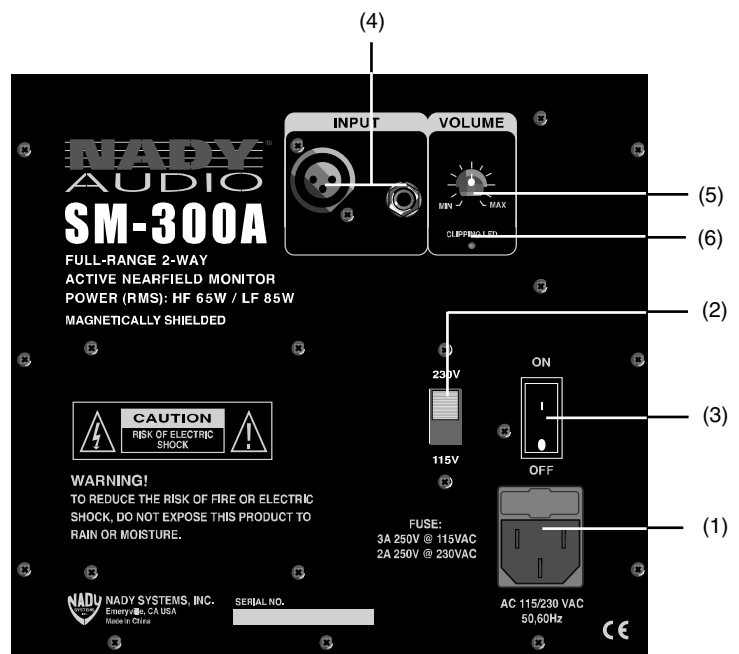 (4)
INPUT
VOLUME
NADY®
AUDIO
SM-300A
FULL-RANGE 2-WAY
ACTIVE NEARFIELD MONITOR
POWER (RMS): HF 65W / LF 85W
MAGNETICALLY SHIELDED
MIN
MAX
(5)
CLIPPING LED
(6)
(2)
230V
115V
ON
I
OFF
(3)
CAUTION
RISK OF ELECTRIC
SHOCK
WARNING!
TO REDUCE THE RISK OF FIRE OR ELECTRIC
SHOCK, DO NOT EXPOSE THIS PRODUCT TO
RAIN OR MOISTURE.
FUSE:
3A 250V @ 115VAC
2A 250V @ 230VAC
(1)
AC 115/230 VAC
50,60Hz
CE
NADY
SYSTEMS
NADY SYSTEMS, INC.
Emeryville, CA USA
Made in China
SERIAL NO.